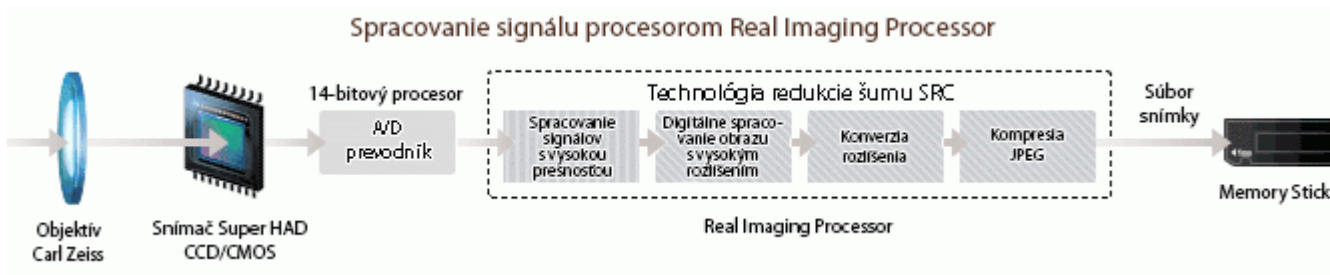 Spracovanie signálu procesorom Real Imaging Processor
Objektív
Carl Zeiss
Snímač Super HAD
CCD/CMOS
14-bitový procesor
A/D
prevodník
Technológia redukcie šumu SRC
Spracovanie
signálov
s vysokou
presnosťou
Digitálne spraco-
vanie obrazu
s vysokým
rozlíšením
Konverzia
rozlíšenia
Kompresia
JPEG
Real Imaging Processor
Súbor
snímky
Memory Stick